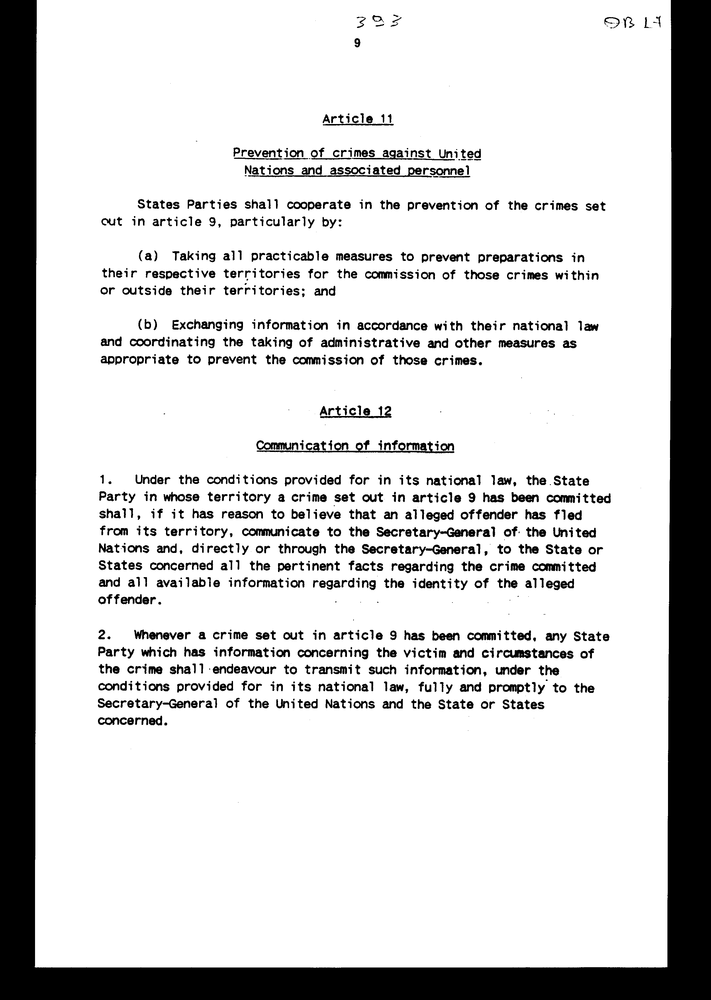 393
9
Article 11
Prevention of crimes against United
Nations and associated personnel
States Parties shall cooperate in the prevention of the crimes set
out in article 9, particularly by:
(a) Taking all practicable measures to prevent preparations in
their respective territories for the commission of those crimes within
or outside their territories; and
(b) Exchanging information in accordance with their national law
and coordinating the taking of administrative and other measures as
appropriate to prevent the commission of those crimes.
Article 12
Communication of information
1. Under the conditions provided for in its national law, the State
Party in whose territory a crime set out in article 9 has been committed
shall, if it has reason to believe that an alleged offender has fled
from its territory, communicate to the Secretary-General of the United
Nations and, directly or through the Secretary-General, to the State or
States concerned all the pertinent facts regarding the crime committed
and all available information regarding the identity of the alleged
offender.
2. Whenever a crime set out in article 9 has been committed, any State
Party which has information concerning the victim and circumstances of
the crime shall endeavour to transmit such information, under the
conditions provided for in its national law, fully and promptly to the
Secretary-General of the United Nations and the State or States
concerned.